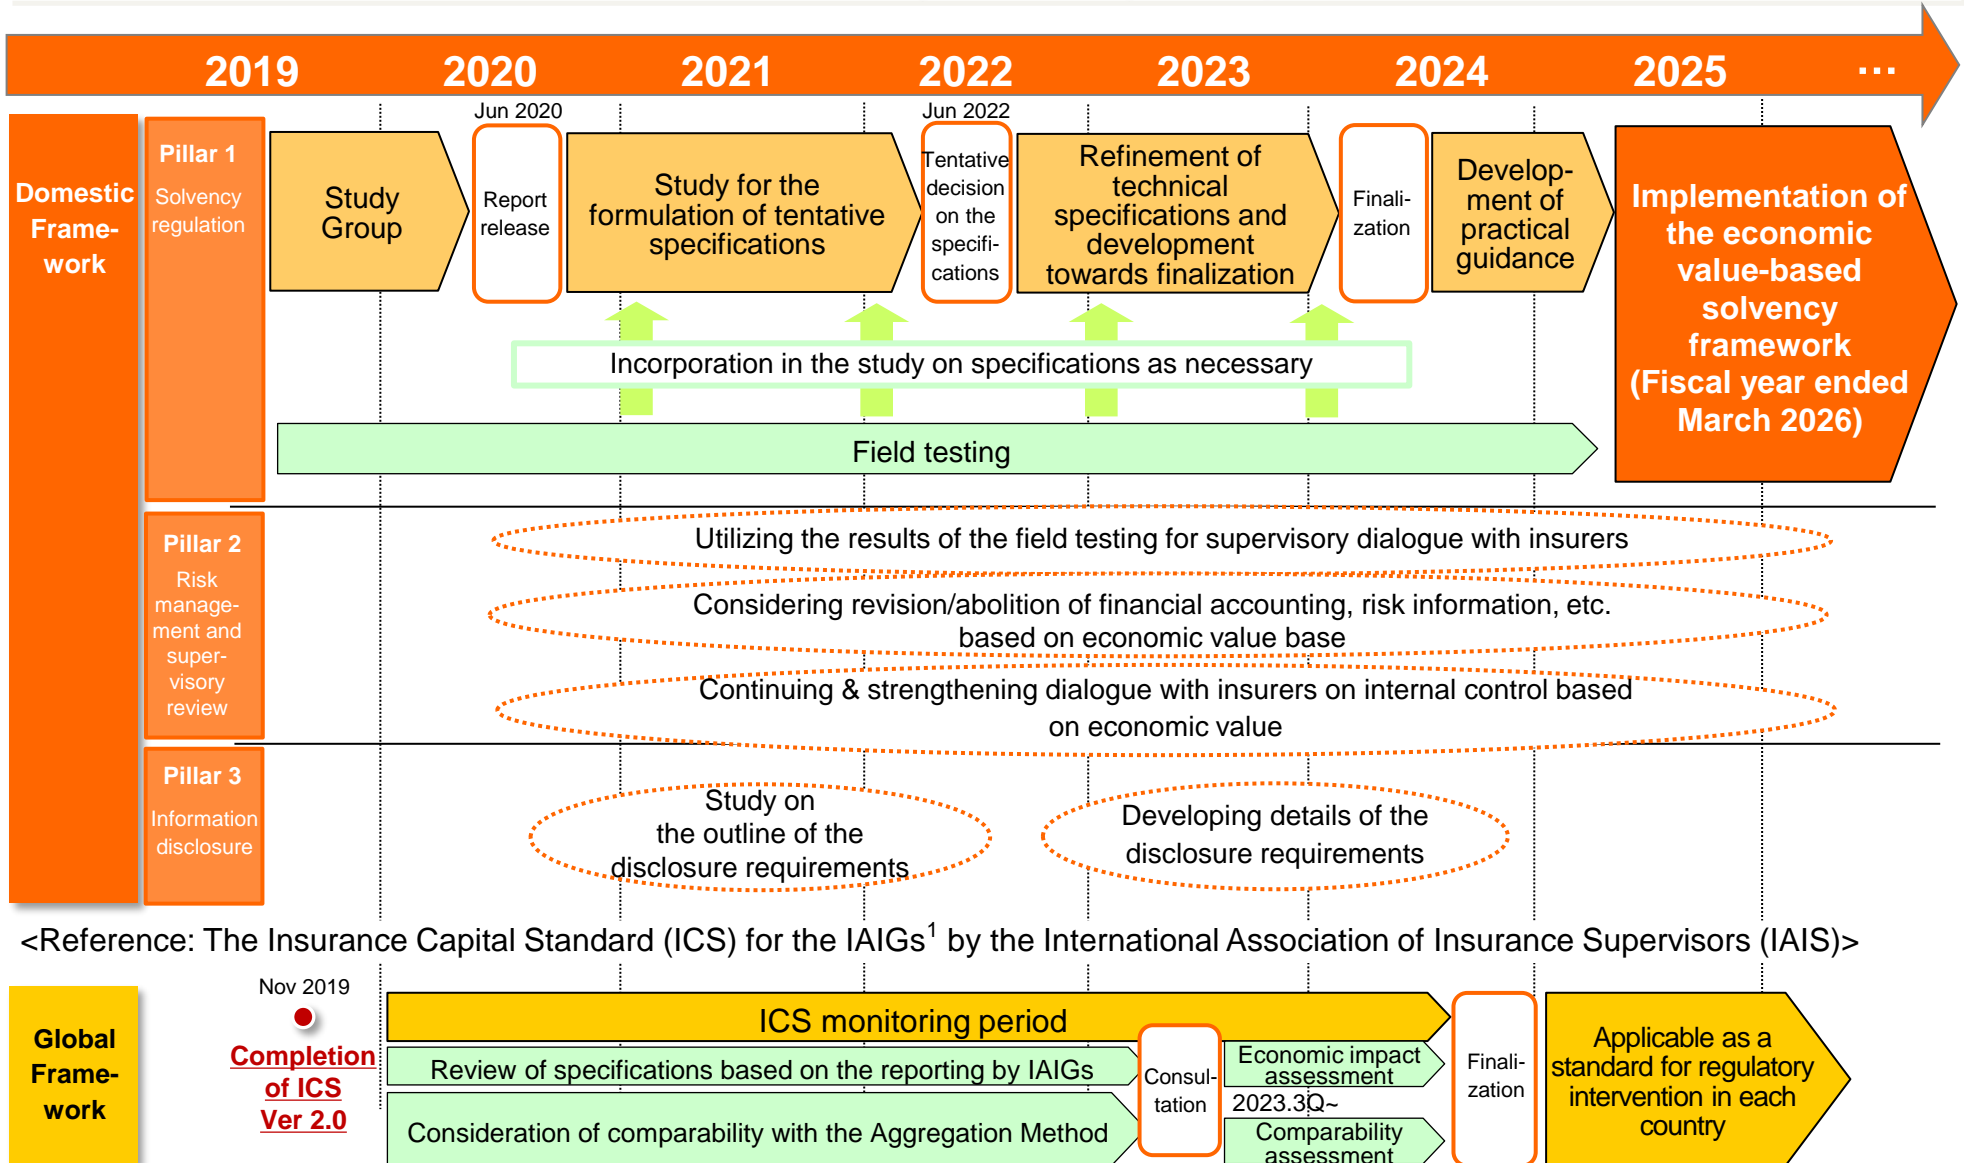 2019 2020 2021 2022 2023 2024 2025 …
Jun 2020
Jun 2022
Domestic
Frame-
work
Pillar 1
Solvency
regulation
Study
Group
Report
release
Study for the
formulation of tentative
specifications
Tentative
decision
on the
specifi-
cations
Refinement of
technical
specifications and
development
towards finalization
Finali-
zation
Develop-
ment of
practical
guidance
Implementation of
the economic
value-based
solvency
framework
(Fiscal year ended
March 2026)
Incorporation in the study on specifications as necessary
Field testing
Pillar 2
Risk
manage-
ment and
super-
visory
review
Utilizing the results of the field testing for supervisory dialogue with insurers
Considering revision/abolition of financial accounting, risk information, etc.
based on economic value base
Continuing & strengthening dialogue with insurers on internal control based
on economic value
Pillar 3
Information
disclosure
Study on
the outline of the
disclosure requirements
Developing details of the
disclosure requirements
<Reference: The Insurance Capital Standard (ICS) for the IAIGs1 by the International Association of Insurance Supervisors (IAIS)>
Global
Frame-
work
Nov 2019
Completion
of ICS
Ver 2.0
ICS monitoring period
Review of specifications based on the reporting by IAIGs
Consideration of comparability with the Aggregation Method
Consul-
tation
Economic impact
assessment
2023.3Q~
Comparability
assessment
Finali-
zation
Applicable as a
standard for regulatory
intervention in each
country